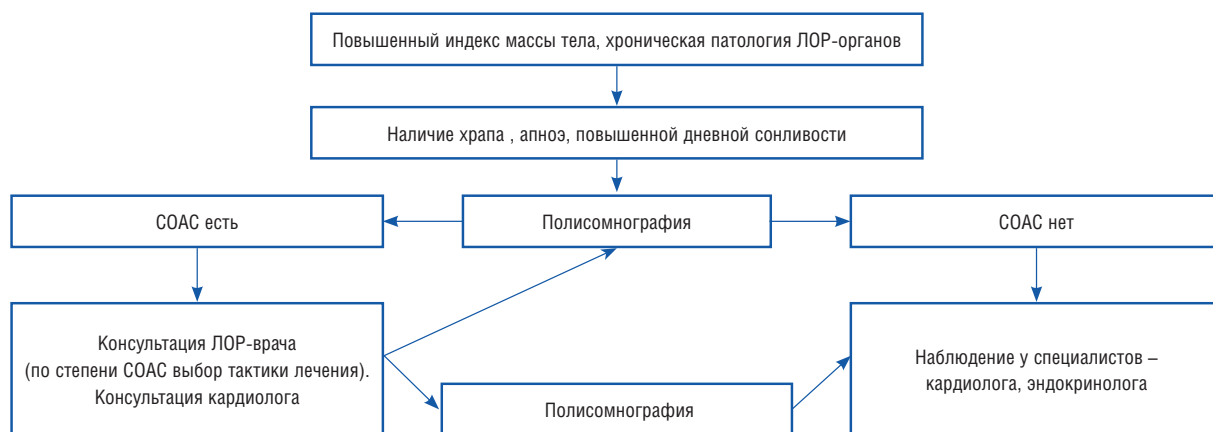 Повышенный индекс массы тела, хроническая патология ЛОР-органов
Наличие храпа , апноэ, повышенной дневной сонливости
СОАС есть
Полисомнография
СОАС нет
Консультация ЛОР-врача
(по степени СОАС выбор тактики лечения).
Консультация кардиолога
Полисомнография
Наблюдение у специалистов –
кардиолога, эндокринолога